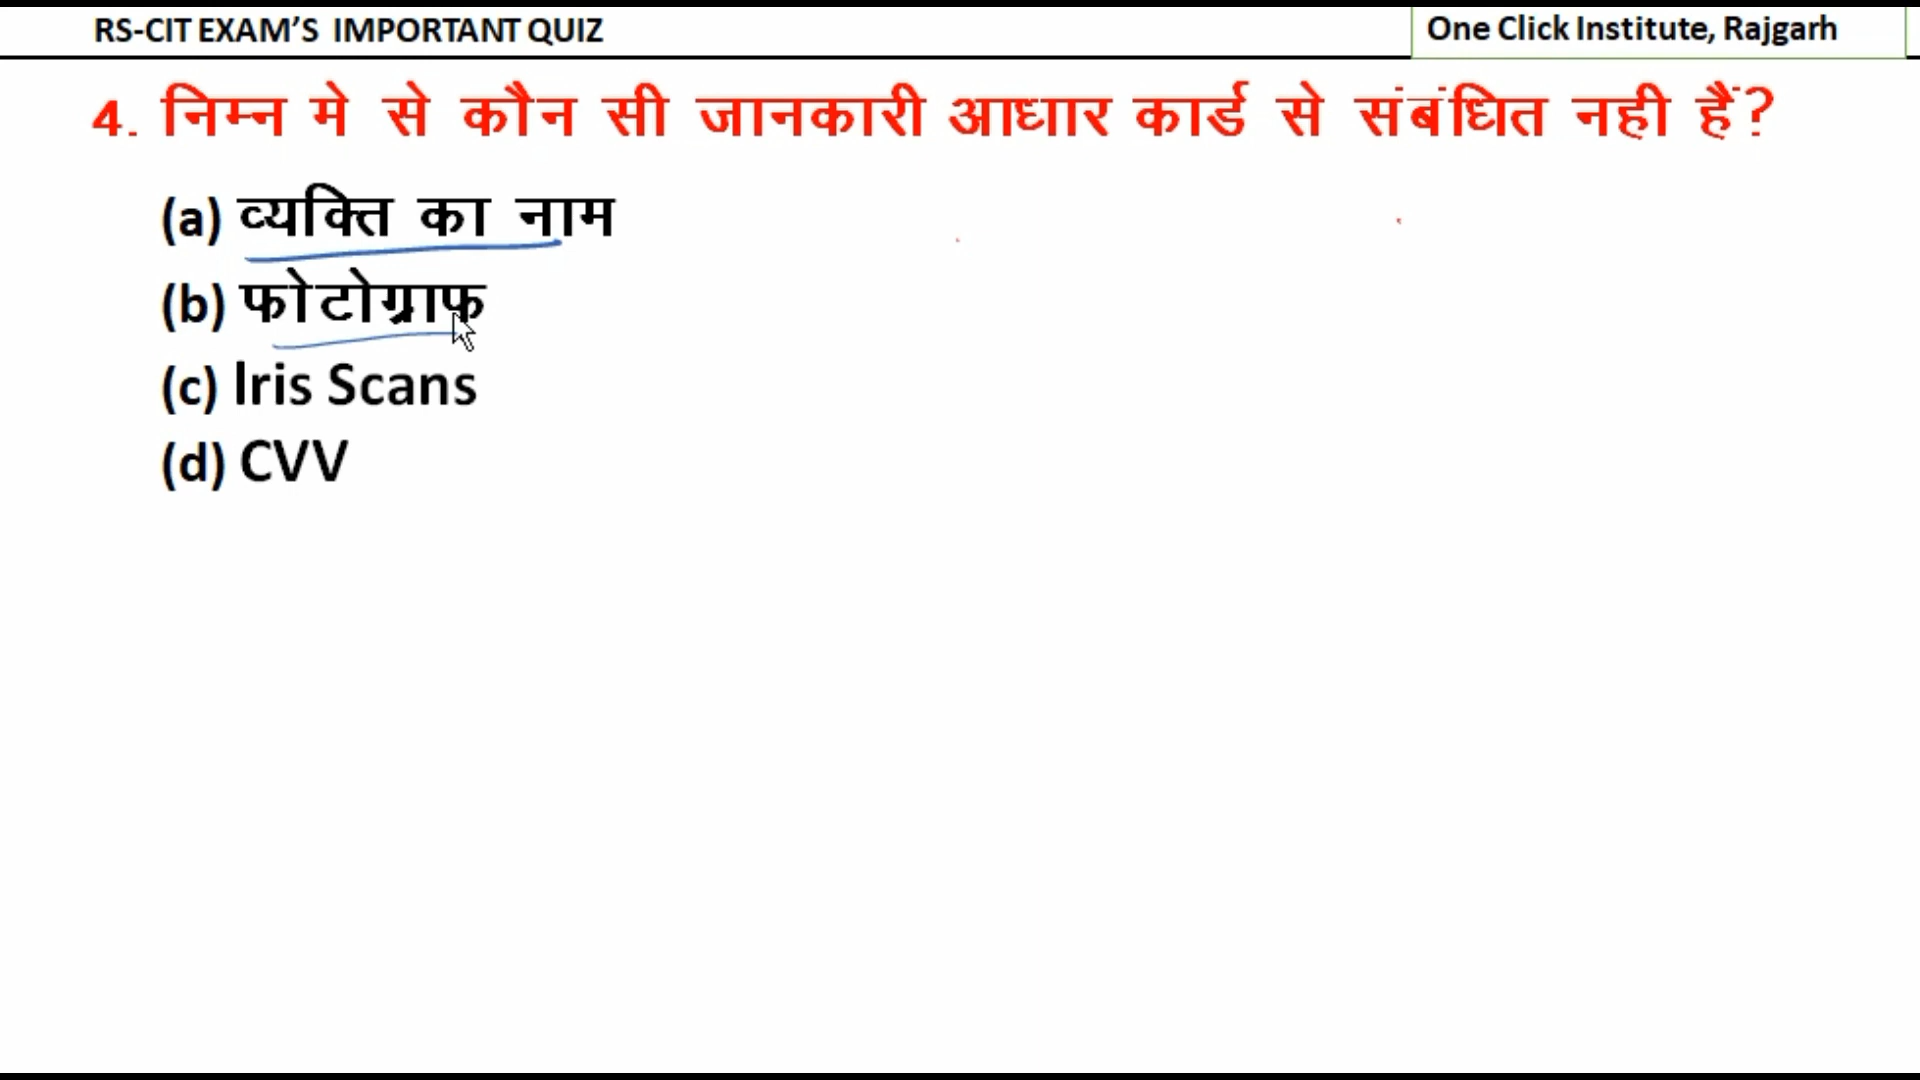 RS-CIT EXAM’S IMPORTANT QUIZ
One Click Institute, Rajgarh
4. निम्न मे से कौन सी जानकारी आधार कार्ड से संबंधित नही हैं?
(a) व्यक्ति का नाम
(b) फोटोग्राफ
(c) Iris Scans
(d) CVV